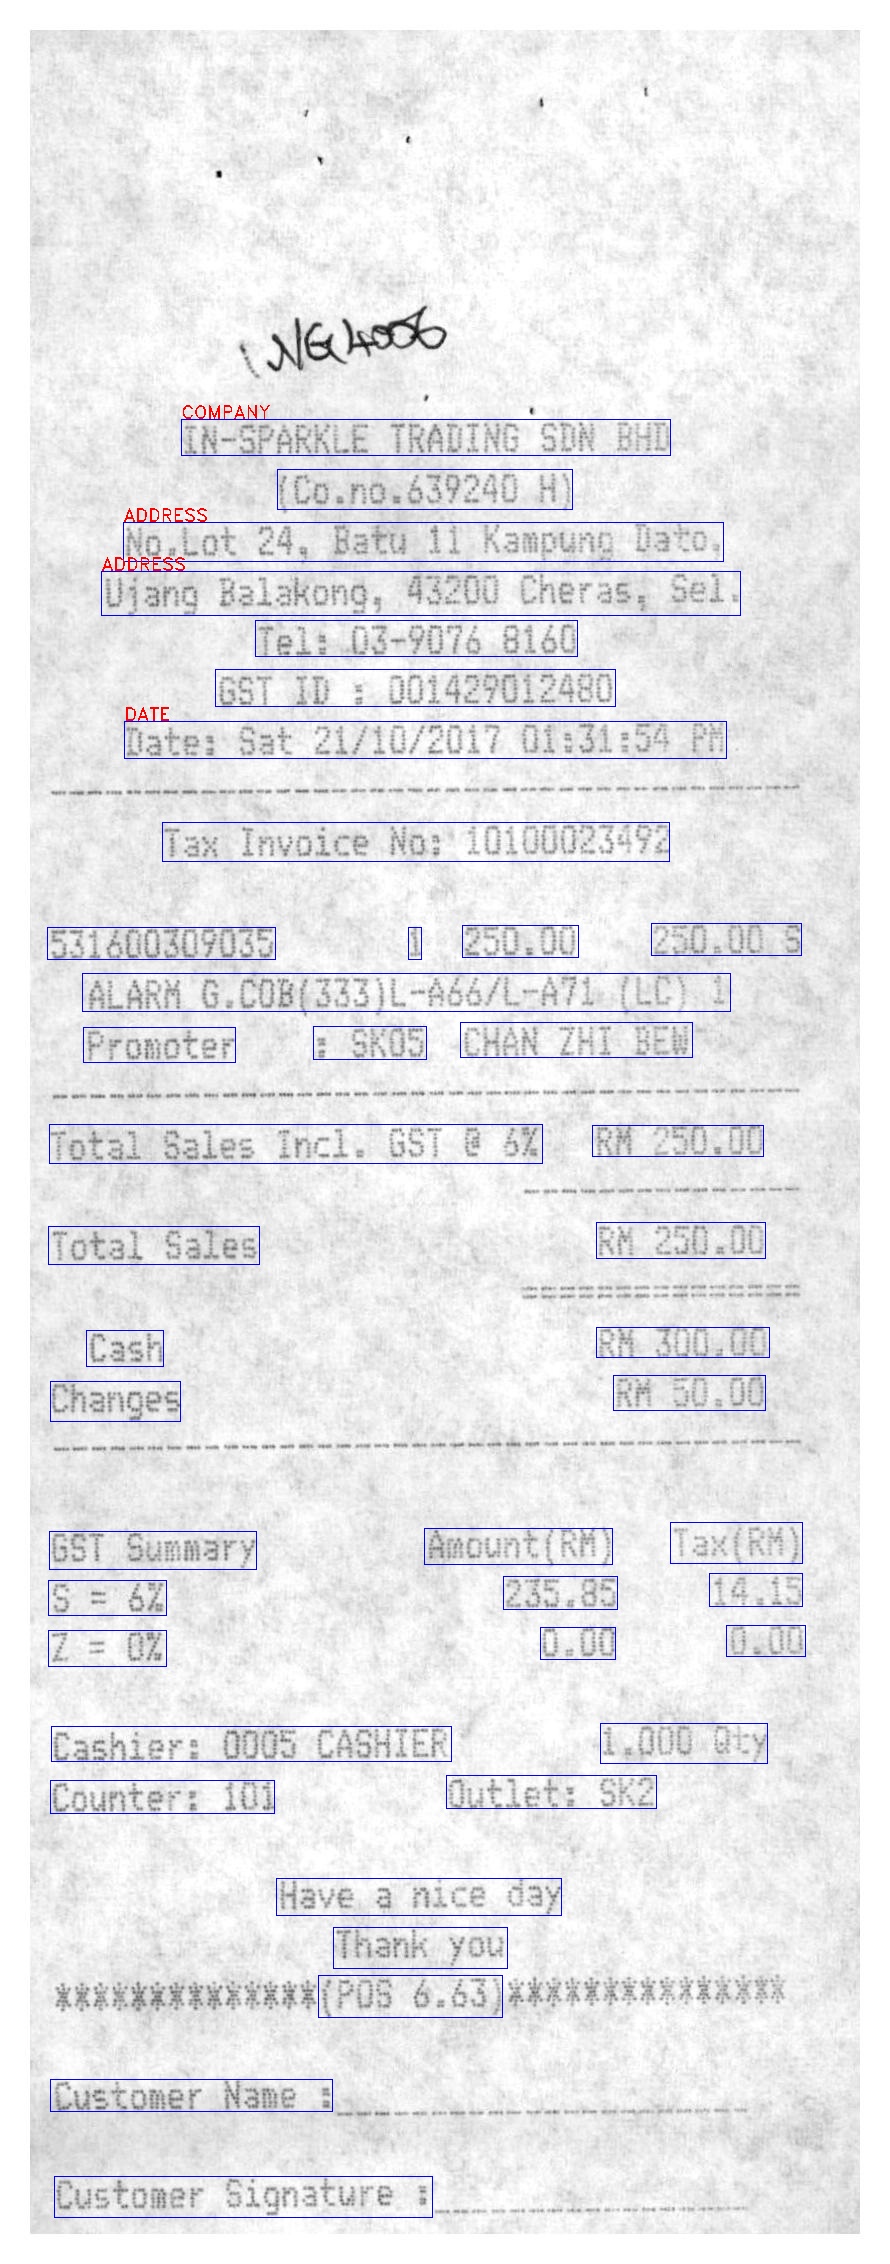 COMPANY
IN-SPARKLE TRADING SDN BHD
(Co.no.639240 H)
ADDRESS
No.Lot 24, Batu 11 Kampung Dato,
ADDRESS
Ujang Balakong, 43200 Cheras, Sel.
Tel: 03-9076 8160
GST ID : 001429012480
DATE
Date: Sat 21/10/2017 01:31:54 PM
Tax Invoice No: 10100023492
531600309035 1 250.00 250.00 S
ALARM G.COB(333)L-A66/L-A71 (LC) 1
Promoter : SK05 CHAN ZHI BEW
Total Sales Incl. GST @ 6% RM 250.00
Total Sales RM 250.00
Cash RM 300.00
Changes RM 50.00
GST Summary Amount(RM) Tax(RM)
S = 6% 235.85 14.15
Z = 0% 0.00 0.00
Cashier: 0005 CASHIER 1.000 Qty
Counter: 101 Outlet: SK2
Have a nice day
Thank you
**************(POS 6.63)***************
Customer Name :
Customer Signature :